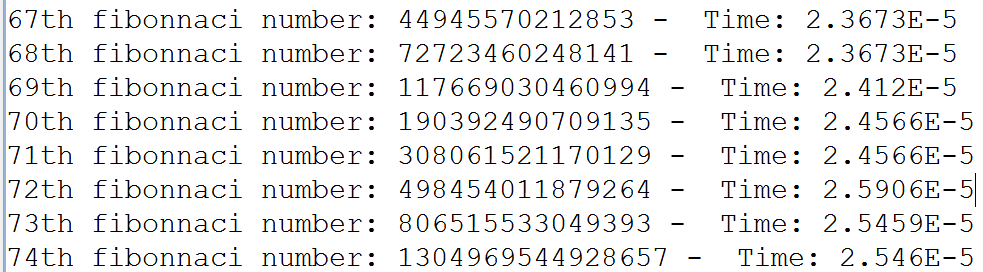 67th fibonnaci number: 44945570212853 -  Time: 2.3673E-5
68th fibonnaci number: 72723460248141 -  Time: 2.3673E-5
69th fibonnaci number: 117669030460994 -  Time: 2.412E-5
70th fibonnaci number: 190392490709135 -  Time: 2.4566E-5
71th fibonnaci number: 308061521170129 -  Time: 2.4566E-5
72th fibonnaci number: 498454011879264 -  Time: 2.5906E-5
73th fibonnaci number: 806515533049393 -  Time: 2.5459E-5
74th fibonnaci number: 1304969544928657 -  Time: 2.546E-5